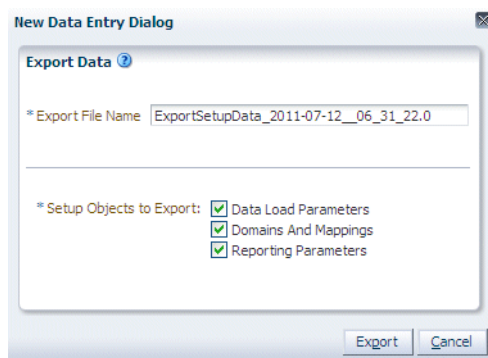 New Data Entry Dialog
Export Data
* Export File Name ExportSetupData_2011-07-12__06_31_22.0
* Setup Objects to Export: Data Load Parameters
Domains And Mappings
Reporting Parameters
Export Cancel